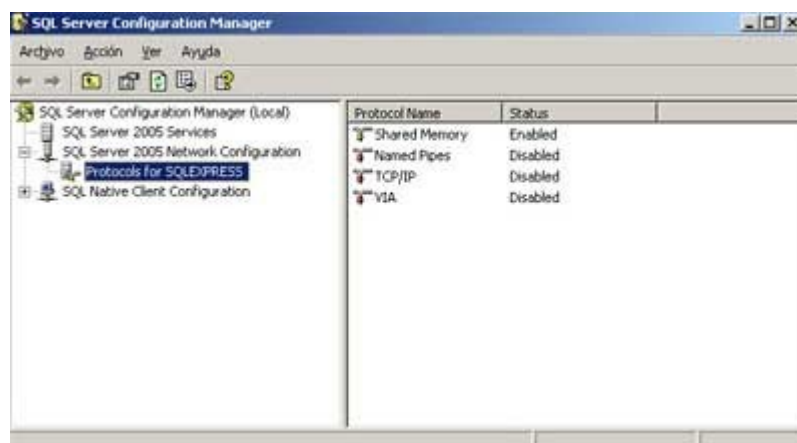 SQL Server Configuration Manager
Archivo Acción Ver Ayuda
SQL Server Configuration Manager (Local)
SQL Server 2005 Services
SQL Server 2005 Network Configuration
Protocols for SQLEXPRESS
SQL Native Client Configuration
Protocol Name Status
Shared Memory Enabled
Named Pipes Disabled
TCP/IP Disabled
VIA Disabled